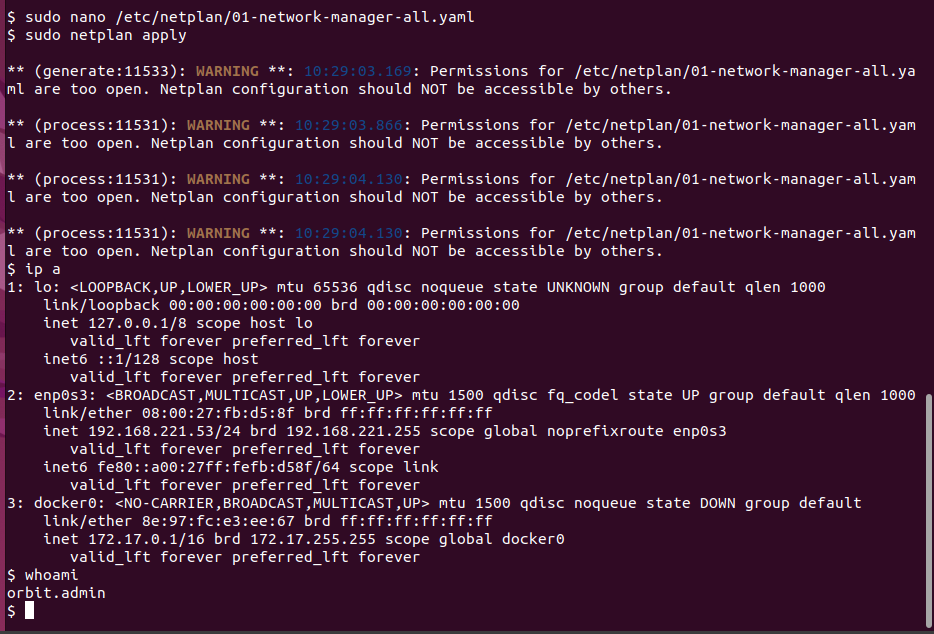 $ sudo nano /etc/netplan/01-network-manager-all.yaml
$ sudo netplan apply
** (generate:11533): WARNING **: 10:29:03.169: Permissions for /etc/netplan/01-network-manager-all.ya
ml are too open. Netplan configuration should NOT be accessible by others.
** (process:11531): WARNING **: 10:29:03.866: Permissions for /etc/netplan/01-network-manager-all.yam
l are too open. Netplan configuration should NOT be accessible by others.
** (process:11531): WARNING **: 10:29:04.130: Permissions for /etc/netplan/01-network-manager-all.yam
l are too open. Netplan configuration should NOT be accessible by others.
** (process:11531): WARNING **: 10:29:04.130: Permissions for /etc/netplan/01-network-manager-all.yam
l are too open. Netplan configuration should NOT be accessible by others.
$ ip a
1: lo: <LOOPBACK,UP,LOWER_UP> mtu 65536 qdisc noqueue state UNKNOWN group default qlen 1000
    link/loopback 00:00:00:00:00:00 brd 00:00:00:00:00:00
    inet 127.0.0.1/8 scope host lo
       valid_lft forever preferred_lft forever
    inet6 ::1/128 scope host
       valid_lft forever preferred_lft forever
2: enp0s3: <BROADCAST,MULTICAST,UP,LOWER_UP> mtu 1500 qdisc fq_codel state UP group default qlen 1000
    link/ether 08:00:27:fb:d5:8f brd ff:ff:ff:ff:ff:ff
    inet 192.168.221.53/24 brd 192.168.221.255 scope global noprefixroute enp0s3
       valid_lft forever preferred_lft forever
    inet6 fe80::a00:27ff:fefb:d58f/64 scope link
       valid_lft forever preferred_lft forever
3: docker0: <NO-CARRIER,BROADCAST,MULTICAST,UP> mtu 1500 qdisc noqueue state DOWN group default
    link/ether 8e:97:fc:e3:ee:67 brd ff:ff:ff:ff:ff:ff
    inet 172.17.0.1/16 brd 172.17.255.255 scope global docker0
       valid_lft forever preferred_lft forever
$ whoami
orbit.admin
$